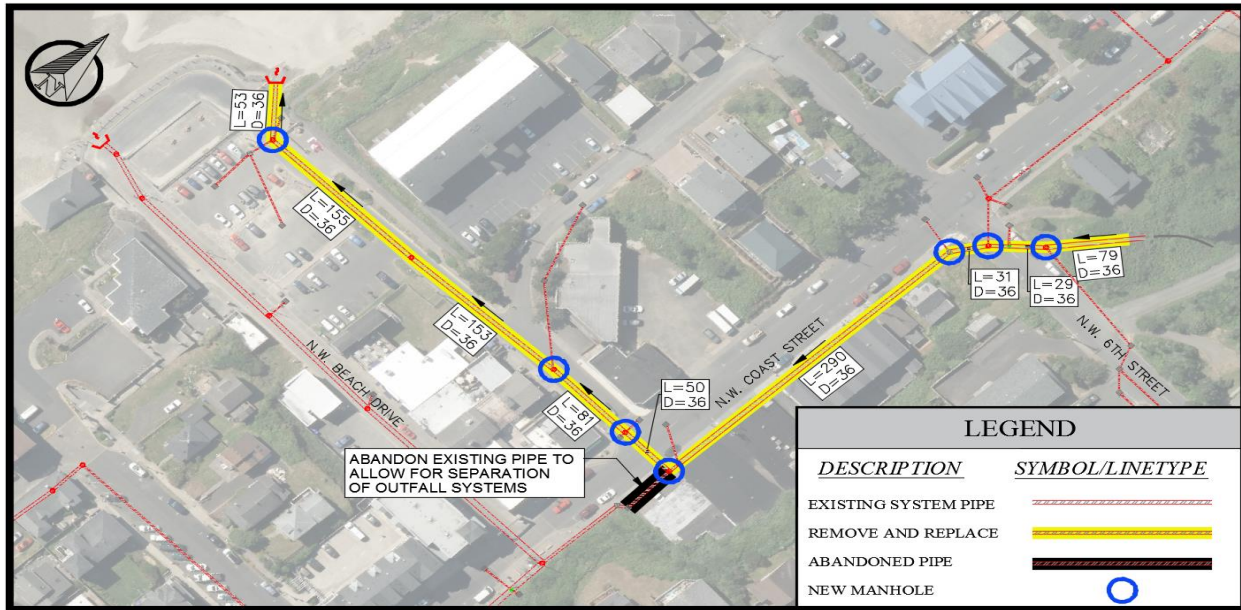 L=53
D=36
L=155
D=36
L=153
D=36
L=81
D=36
L=50
D=36
L=290
D=36
L=31
D=36
L=29
D=36
L=79
D=36
N.W. BEACH DRIVE
N.W. COAST STREET
N.W. 6TH STREET
ABANDON EXISTING PIPE TO
ALLOW FOR SEPARATION
OF OUTFALL SYSTEMS
LEGEND
DESCRIPTION SYMBOL/LINETYPE
EXISTING SYSTEM PIPE
REMOVE AND REPLACE
ABANDONED PIPE
NEW MANHOLE